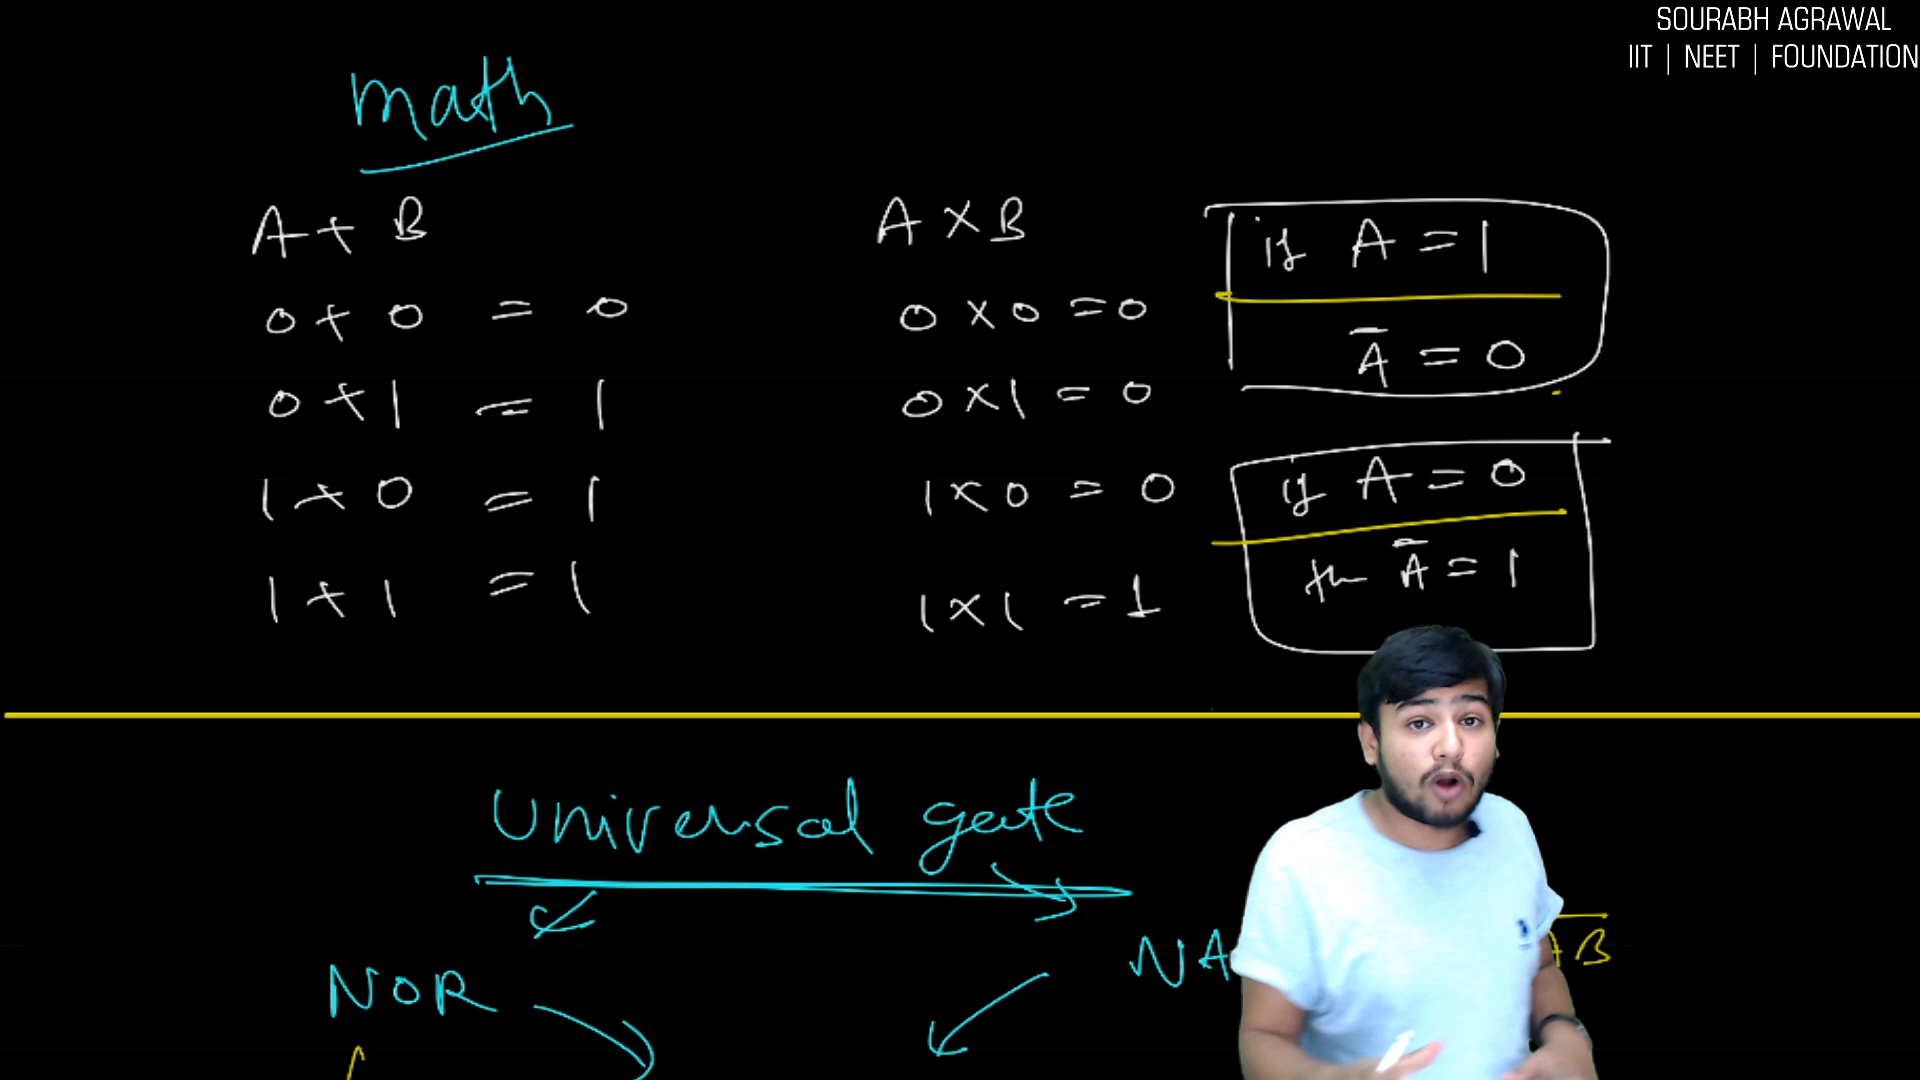 SOURABH AGRAWAL
IIT | NEET | FOUNDATION
math
A + B
0 + 0 = 0
0 + 1 = 1
1 + 0 = 1
1 + 1 = 1
A × B
0 × 0 = 0
0 × 1 = 0
1 × 0 = 0
1 × 1 = 1
if A = 1
A̅ = 0
if A = 0
A̅ = 1
Universal gate
NOR